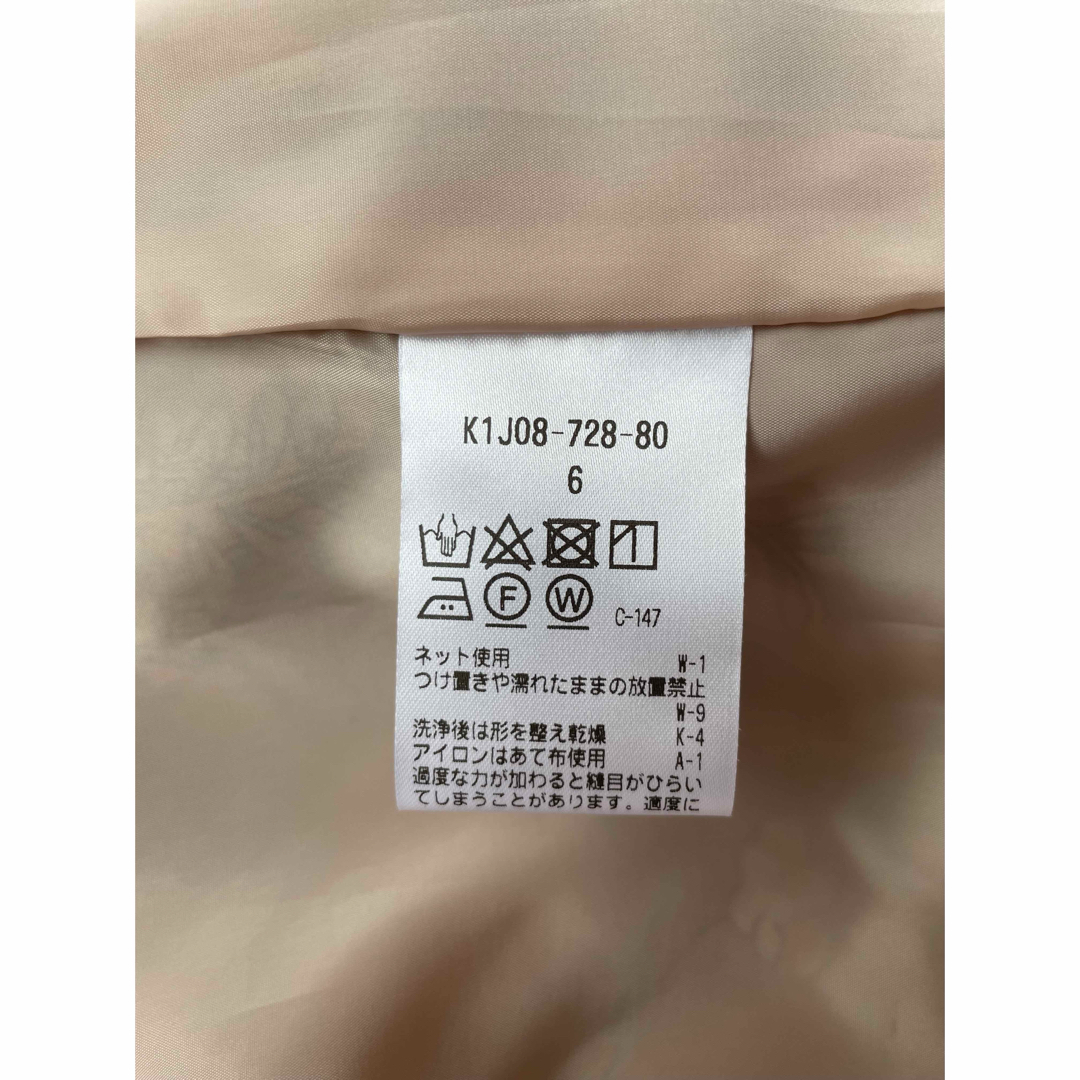 K1J08-728-80
6
F W C-147
ネット使用 W-1
つけ置きや濡れたままの放置禁止
W-9
洗浄後は形を整え乾燥 K-4
アイロンはあて布使用 A-1
過度な力が加わると縫目がひらい
てしまうことがあります。適度に